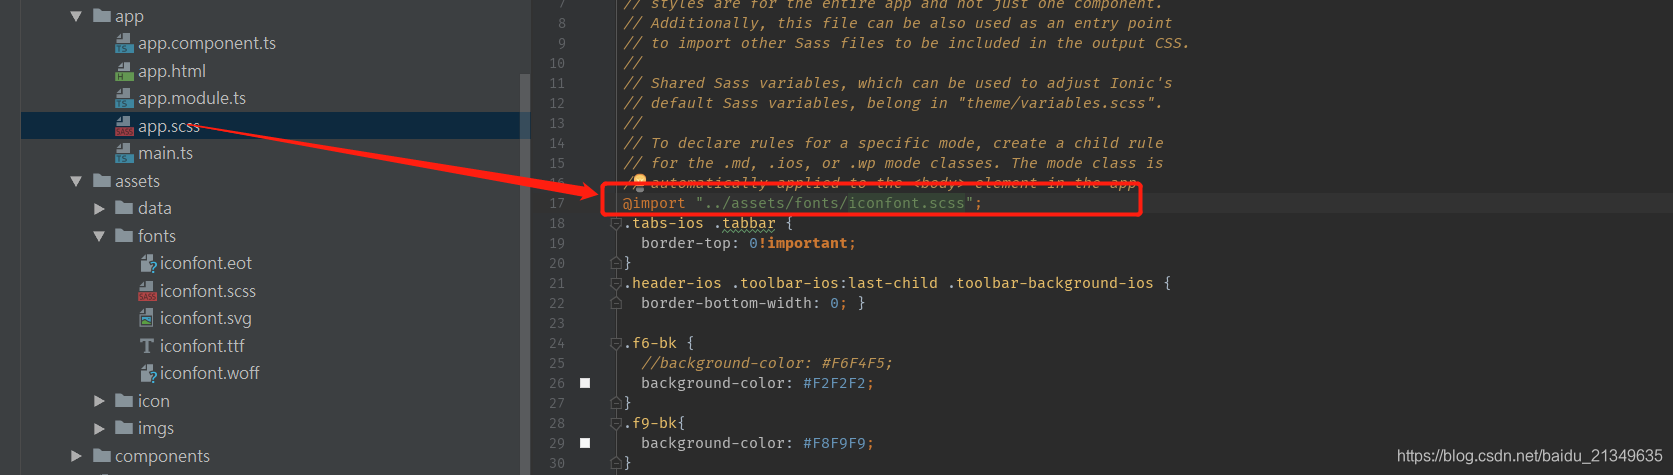 app
app.component.ts
app.html
app.module.ts
app.scss
main.ts
assets
data
fonts
iconfont.eot
iconfont.scss
iconfont.svg
iconfont.ttf
iconfont.woff
icon
imgs
components
7 // styles are for the entire app and not just one component.
8 // Additionally, this file can be also used as an entry point
9 // to import other Sass files to be included in the output CSS.
10 //
11 // Shared Sass variables, which can be used to adjust Ionic's
12 // default Sass variables, belong in "theme/variables.scss".
13 //
14 // To declare rules for a specific mode, create a child rule
15 // for the .md, .ios, or .wp mode classes. The mode class is
16 // automatically applied to the <body> element in the app
17 @import "../assets/fonts/iconfont.scss";
18 .tabs-ios .tabbar {
19 border-top: 0!important;
20 }
21 .header-ios .toolbar-ios:last-child .toolbar-background-ios {
22 border-bottom-width: 0; }
23
24 .f6-bk {
25 //background-color: #F6F4F5;
26 background-color: #F2F2F2;
27 }
28 .f9-bk{
29 background-color: #F8F9F9;
30 }
https://blog.csdn.net/baidu_21349635